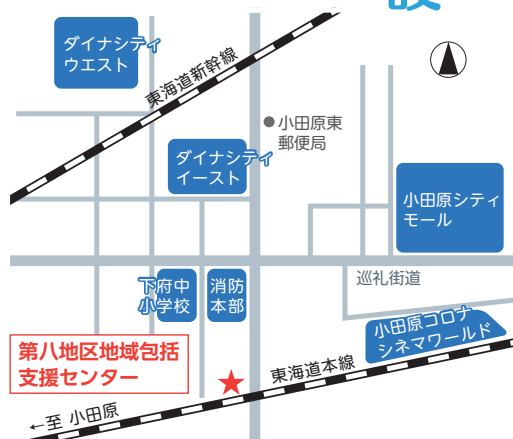 ダイナシティ
ウエスト
東海道新幹線
小田原東
郵便局
ダイナシティ
イースト
小田原シティ
モール
巡礼街道
下府中
小学校
消防
本部
小田原コロナ
シネマワールド
第八地区地域包括
支援センター
東海道本線
←至 小田原